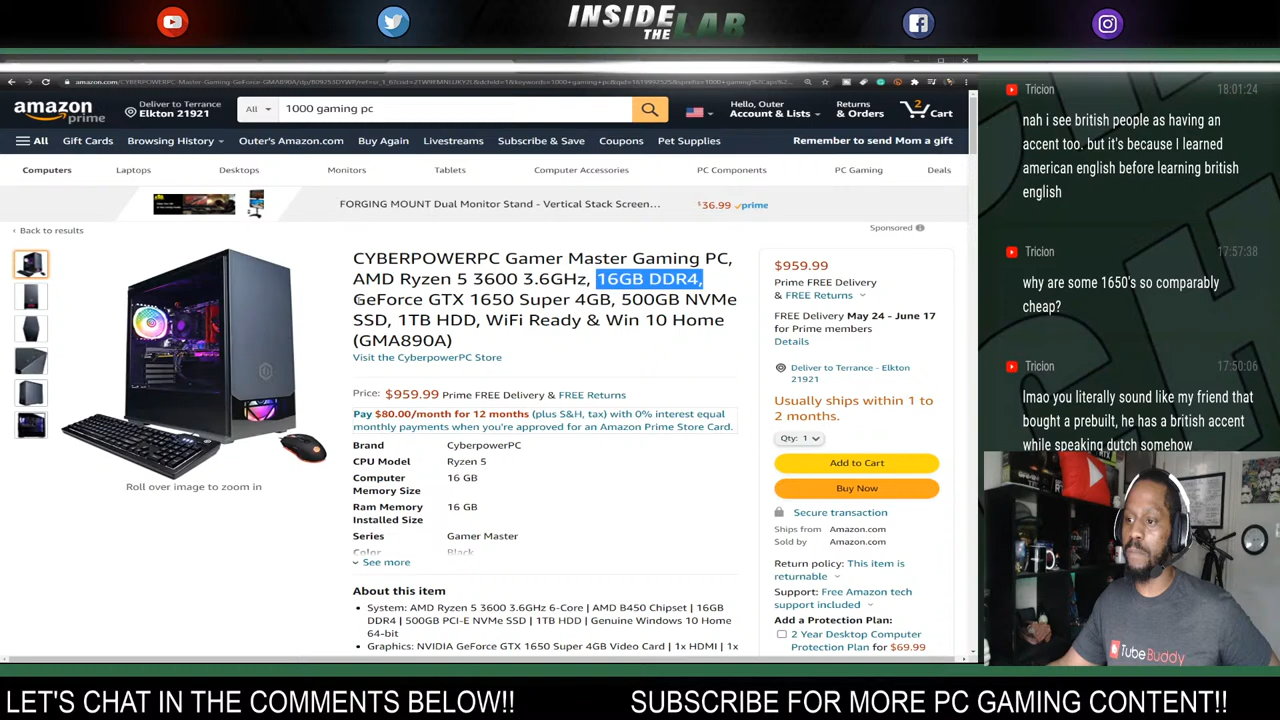 INSIDE
THE LAB
amazon prime
Deliver to Terrance
Elkton 21921
All
1000 gaming pc
Hello, Outer
Account & Lists
Returns
& Orders
2
Cart
All
Gift Cards
Browsing History
Outer's Amazon.com
Buy Again
Livestreams
Subscribe & Save
Coupons
Pet Supplies
Remember to send Mom a gift
Computers
Laptops
Desktops
Monitors
Tablets
Computer Accessories
PC Components
PC Gaming
Deals
FORGING MOUNT Dual Monitor Stand - Vertical Stack Screen…
$36.99 prime
Sponsored
‹ Back to results
CYBERPOWERPC Gamer Master Gaming PC,
AMD Ryzen 5 3600 3.6GHz, 16GB DDR4,
GeForce GTX 1650 Super 4GB, 500GB NVMe
SSD, 1TB HDD, WiFi Ready & Win 10 Home
(GMA890A)
Visit the CyberpowerPC Store
Price: $959.99 Prime FREE Delivery & FREE Returns
Pay $80.00/month for 12 months (plus S&H, tax) with 0% interest equal
monthly payments when you're approved for an Amazon Prime Store Card.
Brand CyberpowerPC
CPU Model Ryzen 5
Computer
Memory Size
16 GB
Ram Memory
Installed Size
16 GB
Series Gamer Master
Color Black
See more
About this item
• System: AMD Ryzen 5 3600 3.6GHz 6-Core | AMD B450 Chipset | 16GB
DDR4 | 500GB PCI-E NVMe SSD | 1TB HDD | Genuine Windows 10 Home
64-bit
• Graphics: NVIDIA GeForce GTX 1650 Super 4GB Video Card | 1x HDMI | 1x
Roll over image to zoom in
$959.99
Prime FREE Delivery
& FREE Returns
FREE Delivery May 24 - June 17
for Prime members
Details
Deliver to Terrance - Elkton
21921
Usually ships within 1 to
2 months.
Qty: 1
Add to Cart
Buy Now
Secure transaction
Ships from Amazon.com
Sold by Amazon.com
Return policy: This item is
returnable
Support: Free Amazon tech
support included
Add a Protection Plan:
2 Year Desktop Computer
Protection Plan for $69.99
Tricion 18:01:24
nah i see british people as having an
accent too. but it's because I learned
american english before learning british
english
Tricion 17:57:38
why are some 1650's so comparably
cheap?
Tricion 17:50:06
lmao you literally sound like my friend that
bought a prebuilt, he has a british accent
while speaking dutch somehow
TubeBuddy
LET'S CHAT IN THE COMMENTS BELOW!!
SUBSCRIBE FOR MORE PC GAMING CONTENT!!